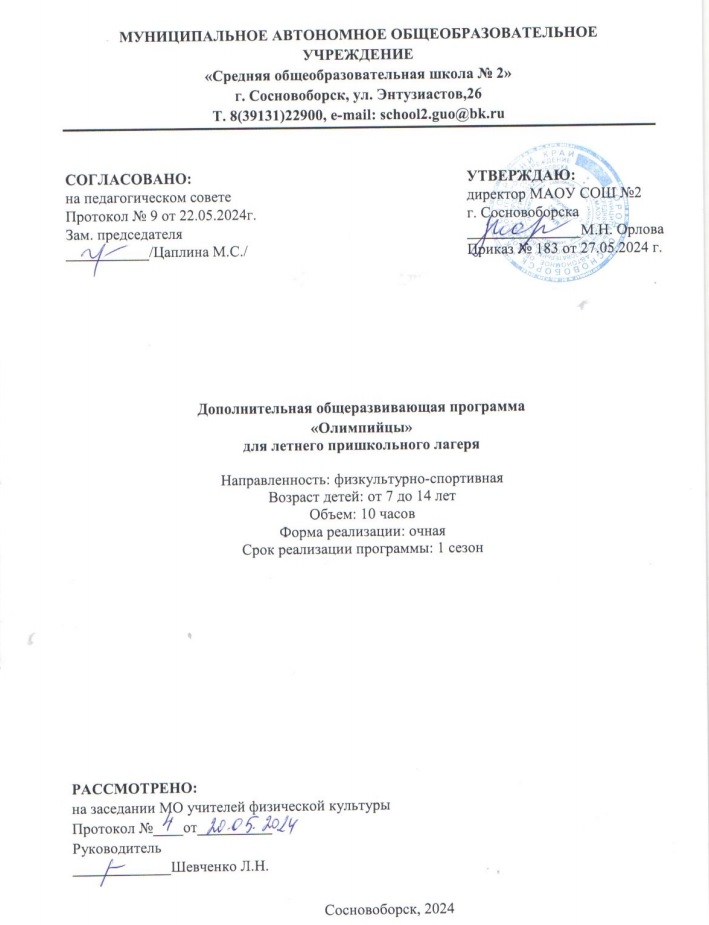 МУНИЦИПАЛЬНОЕ АВТОНОМНОЕ ОБЩЕОБРАЗОВАТЕЛЬНОЕ
УЧРЕЖДЕНИЕ
«Средняя общеобразовательная школа № 2»
г. Сосновоборск, ул. Энтузиастов,26
Т. 8(39131)22900, e-mail: school2.guo@bk.ru
СОГЛАСОВАНО:
на педагогическом совете
Протокол № 9 от 22.05.2024г.
Зам. председателя
___________/Цаплина М.С./
УТВЕРЖДАЮ:
директор МАОУ СОШ №2
г. Сосновоборска
_______________М.Н. Орлова
Приказ № 183 от 27.05.2024 г.
Дополнительная общеразвивающая программа
«Олимпийцы»
для летнего пришкольного лагеря
Направленность: физкультурно-спортивная
Возраст детей: от 7 до 14 лет
Объем: 10 часов
Форма реализации: очная
Срок реализации программы: 1 сезон
РАССМОТРЕНО:
на заседании МО учителей физической культуры
Протокол № 4 от 20.05.2024
Руководитель
_____________Шевченко Л.Н.
Сосновоборск, 2024